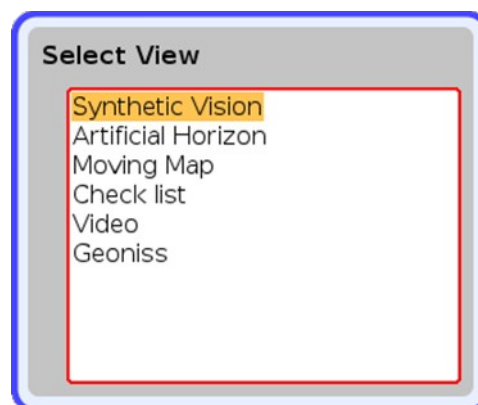 Select View
Synthetic Vision
Artificial Horizon
Moving Map
Check list
Video
Geoniss